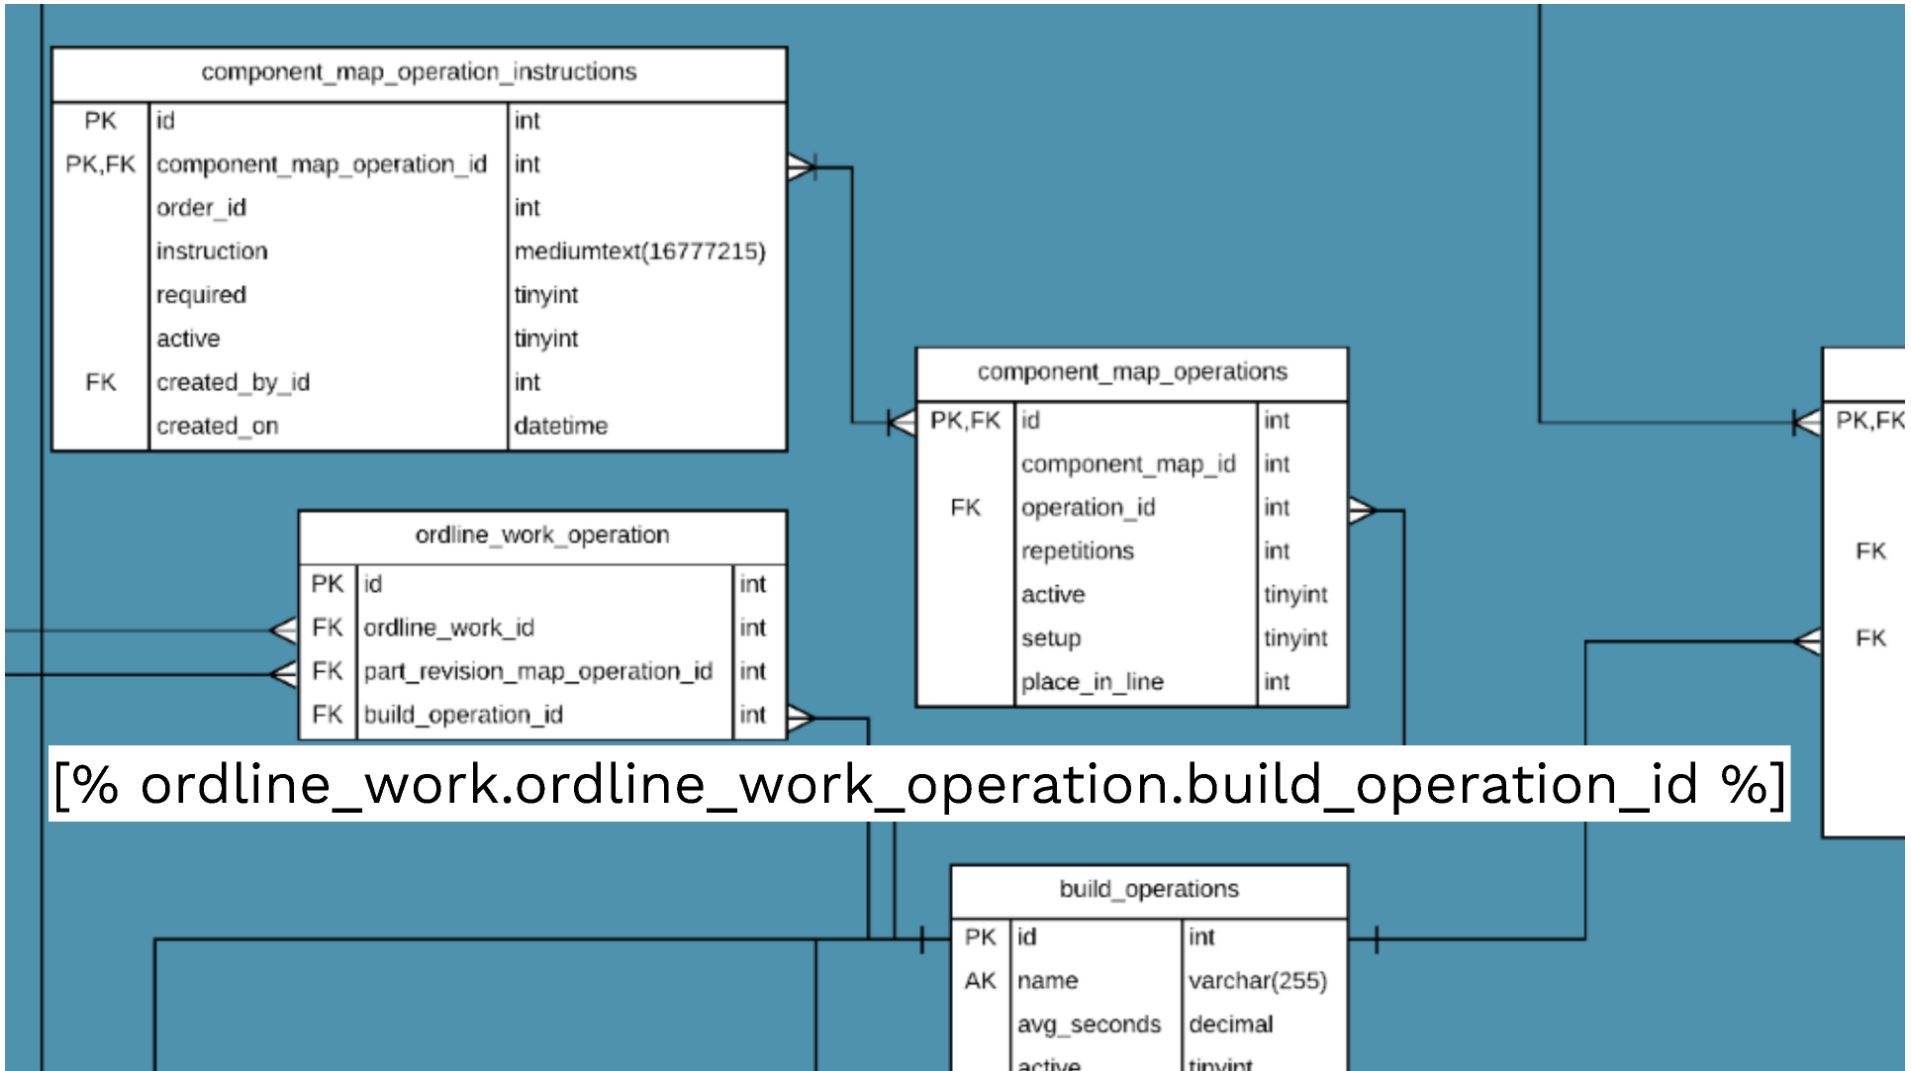 component_map_operation_instructions
PK id int
PK,FK component_map_operation_id int
order_id int
instruction mediumtext(16777215)
required tinyint
active tinyint
FK created_by_id int
created_on datetime
component_map_operations
PK,FK id int
component_map_id int
FK operation_id int
repetitions int
active tinyint
setup tinyint
place_in_line int
PK,FK
FK
FK
ordline_work_operation
PK id int
FK ordline_work_id int
FK part_revision_map_operation_id int
FK build_operation_id int
[% ordline_work.ordline_work_operation.build_operation_id %]
build_operations
PK id int
AK name varchar(255)
avg_seconds decimal
active tinyint